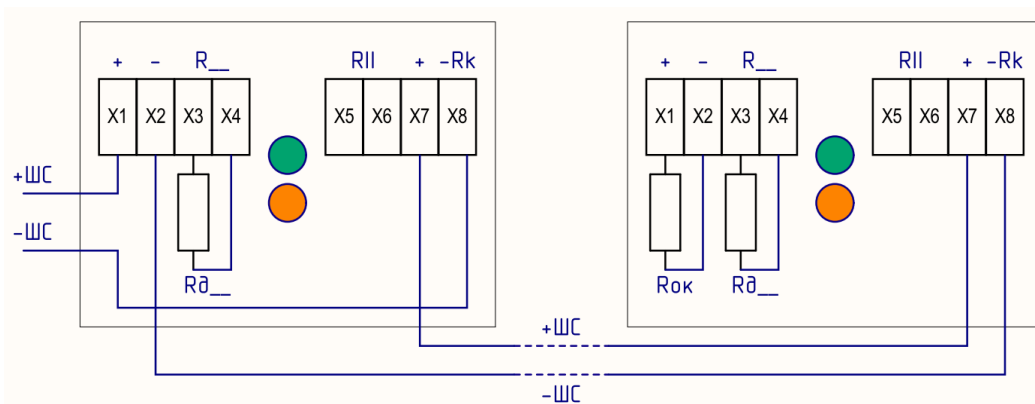 + - R__ RII + -Rk
X1 X2 X3 X4 X5 X6 X7 X8
+ШС
-ШС
Rд__
+ - R__ RII + -Rk
X1 X2 X3 X4 X5 X6 X7 X8
Rок Rд__
+ШС
-ШС